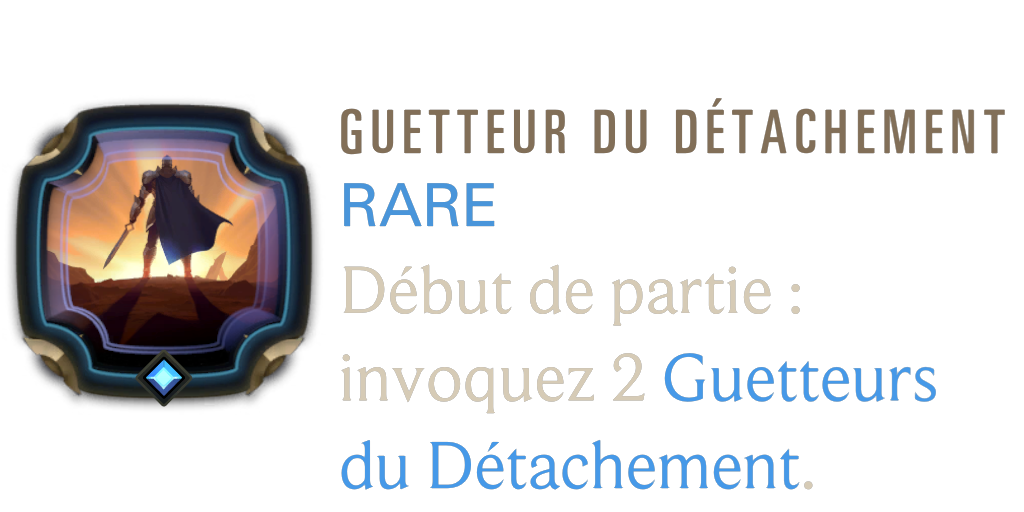 GUETTEUR DU DÉTACHEMENT
RARE
Début de partie :
invoquez 2 Guetteurs
du Détachement.